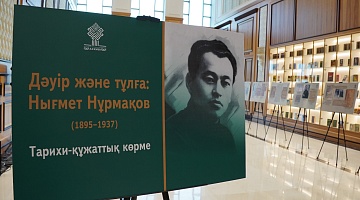 Дәуір және тұлға:
Нығмет Нұрмақов
(1895–1937)
Тарихи-құжаттық көрме